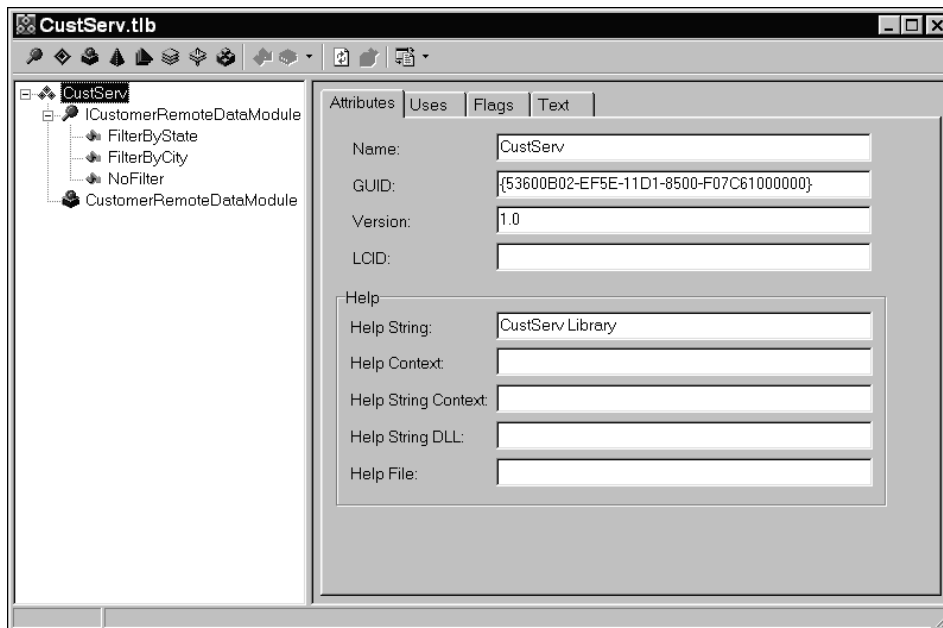 CustServ.tlb
CustServ
ICustomerRemoteDataModule
FilterByState
FilterByCity
NoFilter
CustomerRemoteDataModule
Attributes Uses Flags Text
Name: CustServ
GUID: {53600B02-EF5E-11D1-8500-F07C61000000}
Version: 1.0
LCID:
Help
Help String: CustServ Library
Help Context:
Help String Context:
Help String DLL:
Help File: